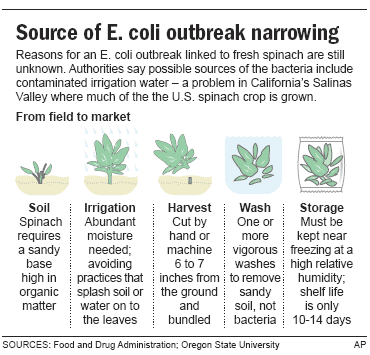 Source of E. coli outbreak narrowing
Reasons for an E. coli outbreak linked to fresh spinach are still
unknown. Authorities say possible sources of the bacteria include
contaminated irrigation water – a problem in California's Salinas
Valley where much of the the U.S. spinach crop is grown.
From field to market
Soil
Spinach
requires
a sandy
base
high in
organic
matter
Irrigation
Abundant
moisture
needed;
avoiding
practices that
splash soil or
water on to
the leaves
Harvest
Cut by
hand or
machine
6 to 7
inches from
the ground
and
bundled
Wash
One or
more
vigorous
washes
to remove
sandy
soil, not
bacteria
Storage
Must be
kept near
freezing at a
high relative
humidity;
shelf life
is only
10-14 days
SOURCES: Food and Drug Administration; Oregon State University
AP